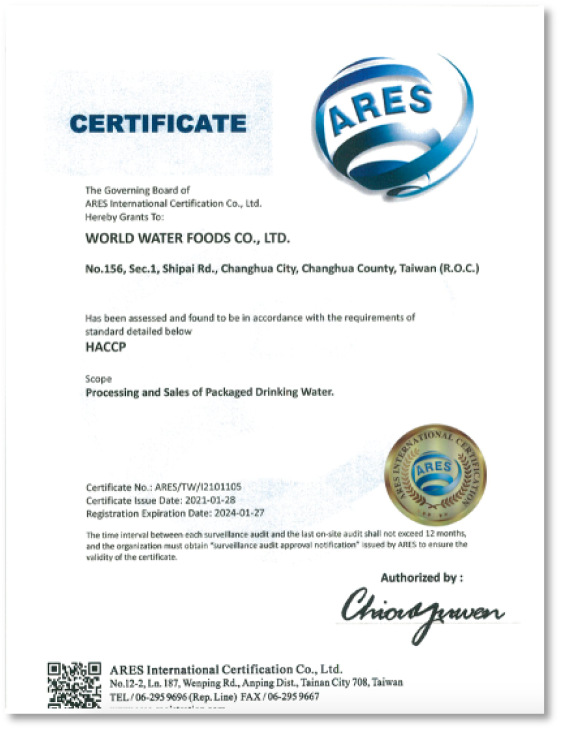 ARES
CERTIFICATE
The Governing Board of
ARES International Certification Co., Ltd.
Hereby Grants To:
WORLD WATER FOODS CO., LTD.
No.156, Sec.1, Shipai Rd., Changhua City, Changhua County, Taiwan (R.O.C.)
Has been assessed and found to be in accordance with the requirements of
standard detailed below
HACCP
Scope
Processing and Sales of Packaged Drinking Water.
ARES INTERNATIONAL CERTIFICATION
ARES
Certificate No.: ARES/TW/I2101105
Certificate Issue Date: 2021-01-28
Registration Expiration Date: 2024-01-27
The time interval between each surveillance audit and the last on-site audit shall not exceed 12 months,
and the organization must obtain "surveillance audit approval notification" issued by ARES to ensure the
validity of the certificate.
Authorized by :
ARES International Certification Co., Ltd.
No.12-2, Ln. 187, Wenping Rd., Anping Dist., Tainan City 708, Taiwan
TEL/06-295 9696 (Rep. Line) FAX/06-295 9667